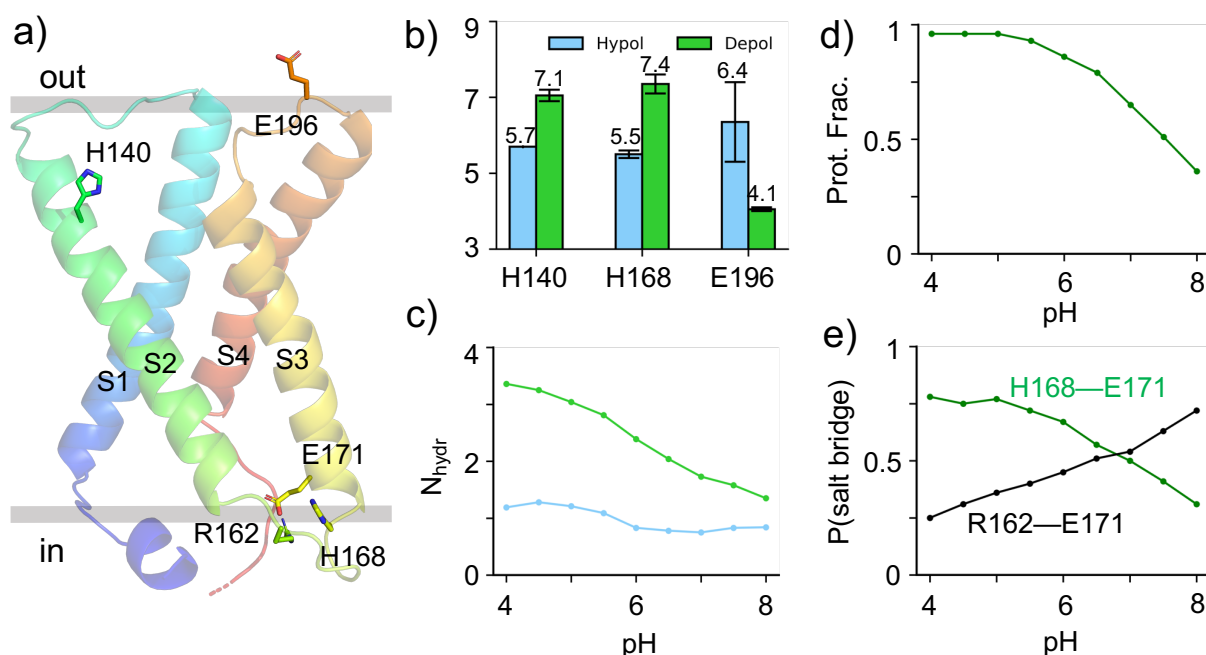 a)
out
E196
H140
S1
S2
S4
S3
E171
R162
H168
in
b)
9
7
5
3
Hypol
Depol
5.7
7.1
5.5
7.4
6.4
4.1
H140
H168
E196
c)
4
2
0
N_hydr
4
6
8
pH
d)
1
0.5
0
Prot. Frac.
4
6
8
pH
e)
1
0.5
0
P(salt bridge)
H168—E171
R162—E171
4
6
8
pH